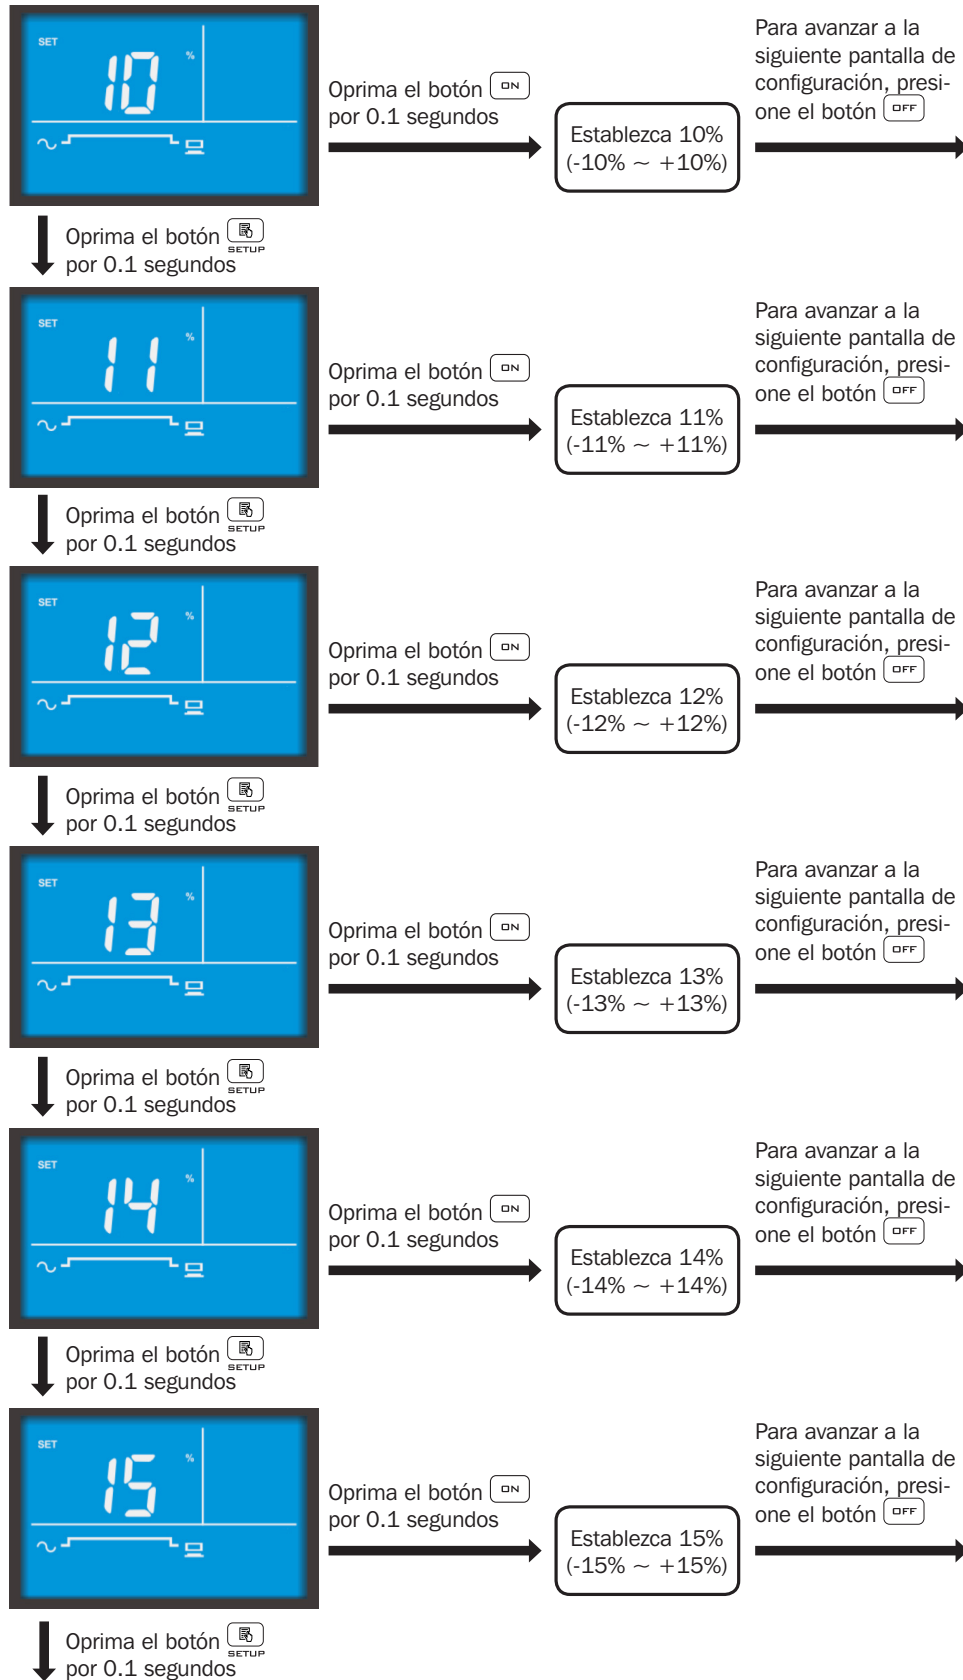 SET
10 %
Oprima el botón ON
por 0.1 segundos
Establezca 10%
(-10% ~ +10%)
Para avanzar a la
siguiente pantalla de
configuración, presi-
one el botón OFF
Oprima el botón
SETUP
por 0.1 segundos
SET
11 %
Oprima el botón ON
por 0.1 segundos
Establezca 11%
(-11% ~ +11%)
Para avanzar a la
siguiente pantalla de
configuración, presi-
one el botón OFF
Oprima el botón
SETUP
por 0.1 segundos
SET
12 %
Oprima el botón ON
por 0.1 segundos
Establezca 12%
(-12% ~ +12%)
Para avanzar a la
siguiente pantalla de
configuración, presi-
one el botón OFF
Oprima el botón
SETUP
por 0.1 segundos
SET
13 %
Oprima el botón ON
por 0.1 segundos
Establezca 13%
(-13% ~ +13%)
Para avanzar a la
siguiente pantalla de
configuración, presi-
one el botón OFF
Oprima el botón
SETUP
por 0.1 segundos
SET
14 %
Oprima el botón ON
por 0.1 segundos
Establezca 14%
(-14% ~ +14%)
Para avanzar a la
siguiente pantalla de
configuración, presi-
one el botón OFF
Oprima el botón
SETUP
por 0.1 segundos
SET
15 %
Oprima el botón ON
por 0.1 segundos
Establezca 15%
(-15% ~ +15%)
Para avanzar a la
siguiente pantalla de
configuración, presi-
one el botón OFF
Oprima el botón
SETUP
por 0.1 segundos